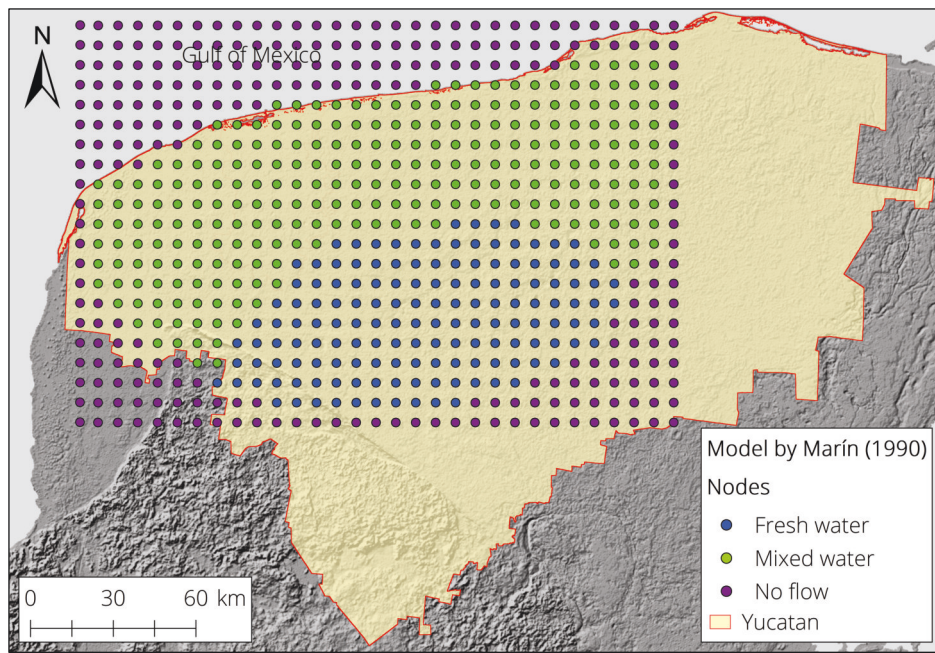 N
Gulf of Mexico
Model by Marín (1990)
Nodes
Fresh water
Mixed water
No flow
Yucatan
0 30 60 km